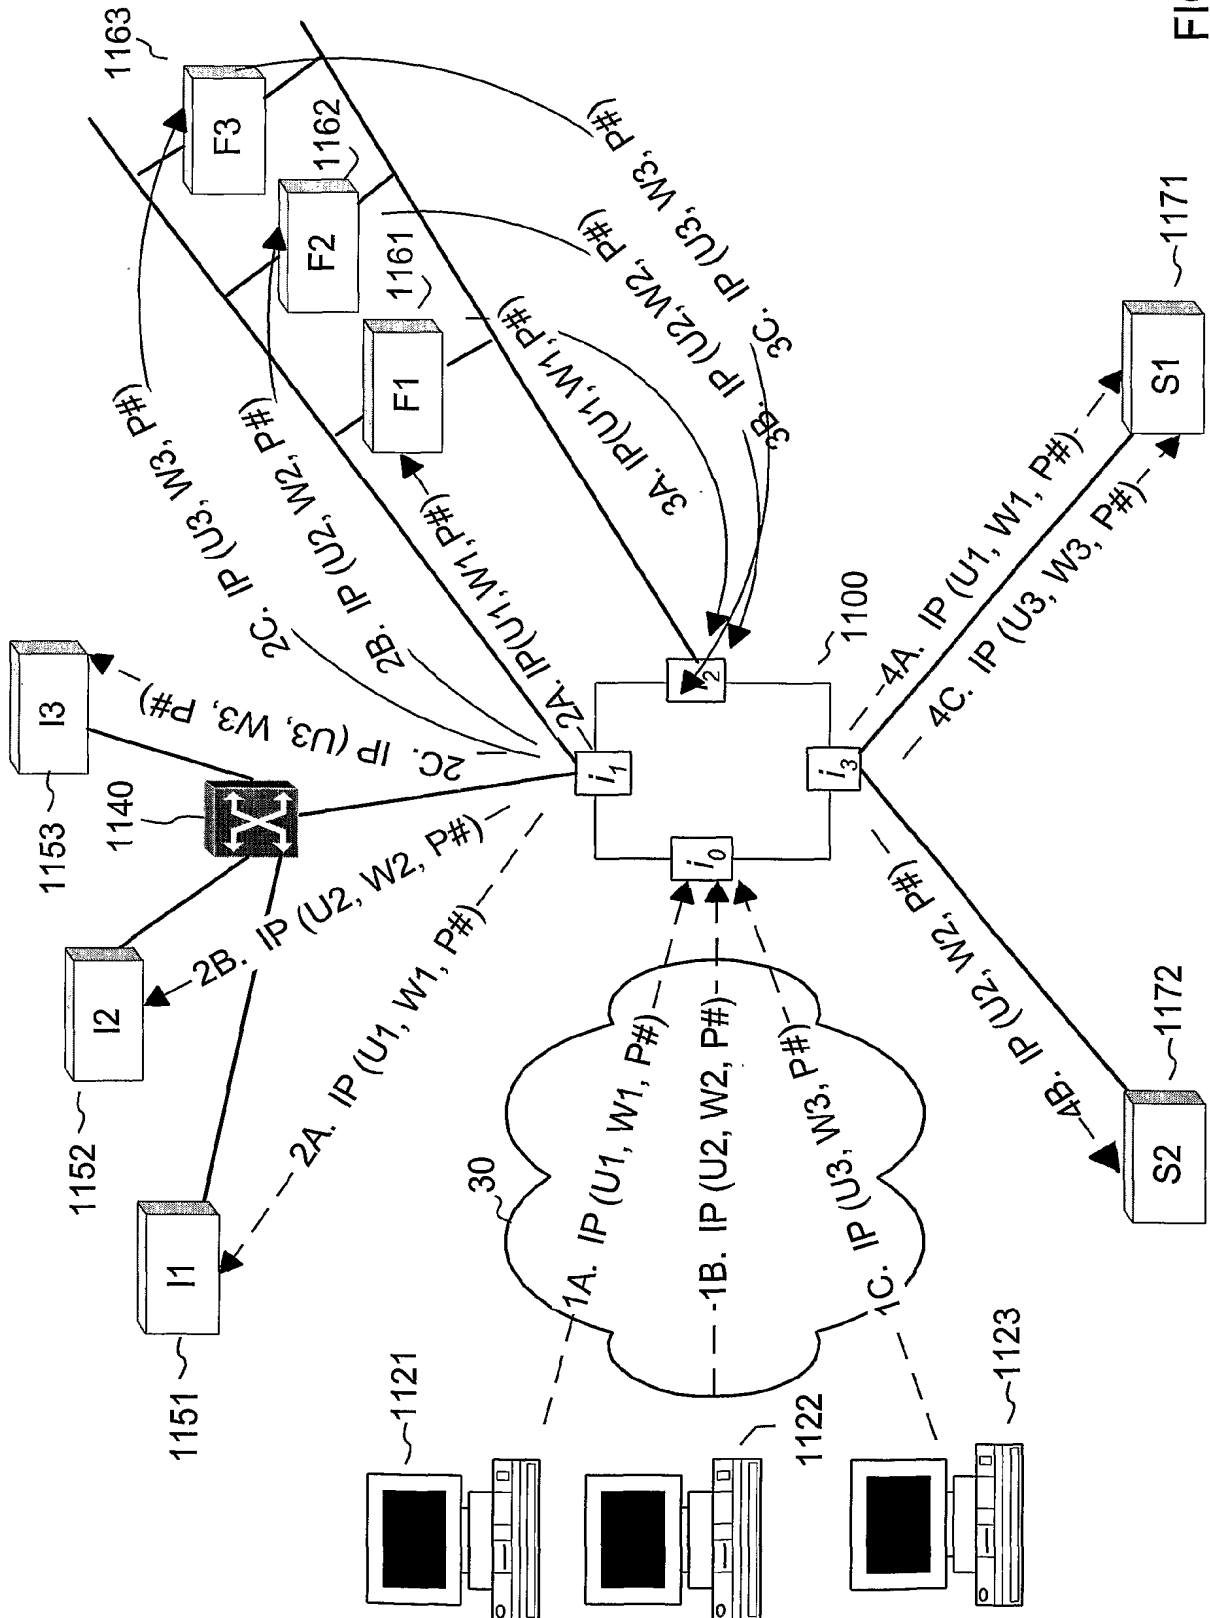 1151
I1
1152
I2
1153
I3
1140
1163
F3
1162
F2
1161
F1
2A. IP (U1, W1, P#)
2B. IP (U2, W2, P#)
2C. IP (U3, W3, P#)
2C. IP (U3, W3, P#)
2B. IP (U2, W2, P#)
2A. IP(U1,W1,P#)
3A. IP(U1,W1,P#)
3B. IP (U2,W2, P#)
3C. IP (U3, W3, P#)
1121
1122
1123
30
1A. IP (U1, W1, P#)
1B. IP (U2, W2, P#)
1C. IP (U3, W3, P#)
i0
i1
i2
i3
1100
4A. IP (U1, W1, P#)
4C. IP (U3, W3, P#)
4B. IP (U2, W2, P#)
S2
1172
S1
1171